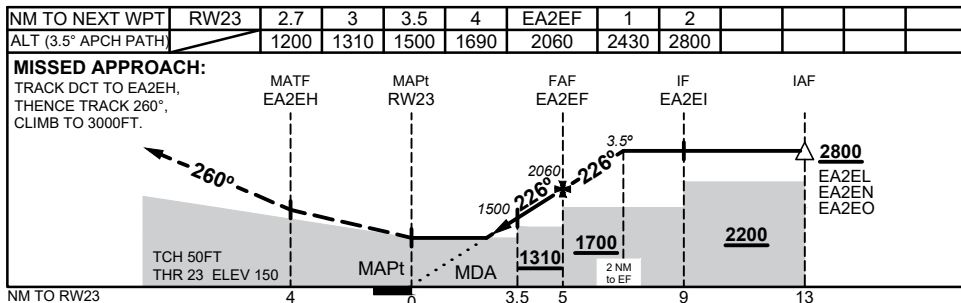 NM TO NEXT WPT RW23 2.7 3 3.5 4 EA2EF 1 2
ALT (3.5° APCH PATH) 1200 1310 1500 1690 2060 2430 2800
MISSED APPROACH:
TRACK DCT TO EA2EH,
THENCE TRACK 260°,
CLIMB TO 3000FT.
MATF
EA2EH
MAPt
RW23
FAF
EA2EF
IF
EA2EI
IAF
3.5º
2800
EA2EL
EA2EN
EA2EO
260º
2060
226º
226º
1500
2200
1700
1310
2 NM
to EF
TCH 50FT
THR 23 ELEV 150
MAPt
MDA
NM TO RW23 4 0 3.5 5 9 13